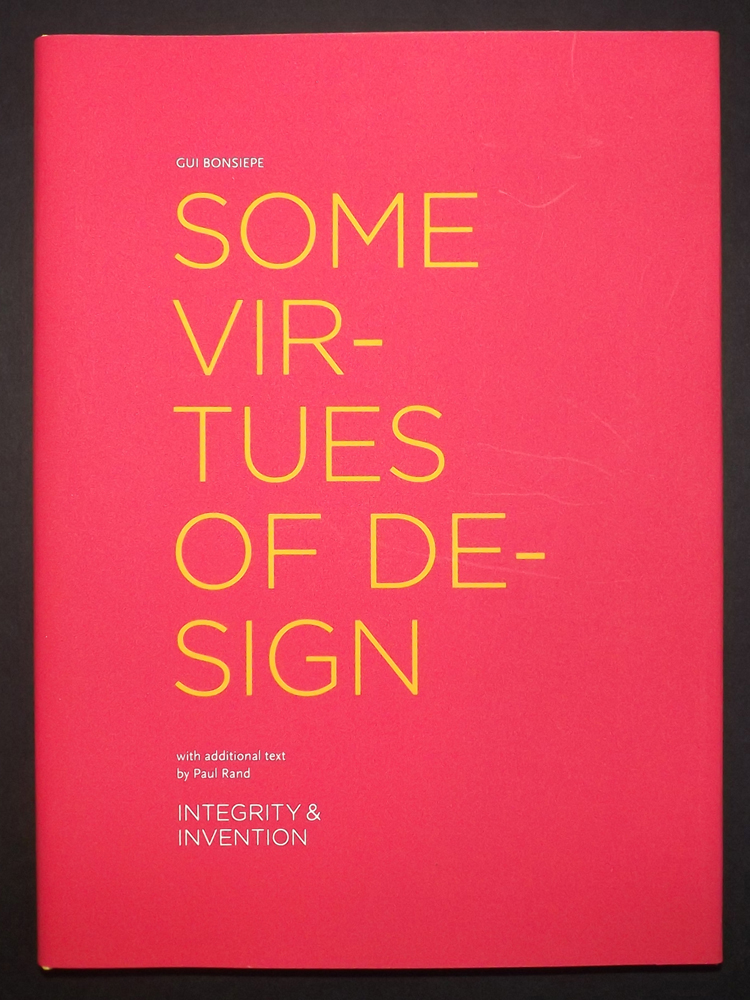 GUI BONSIEPE
SOME
VIR-
TUES
OF DE-
SIGN
with additional text
by Paul Rand
INTEGRITY &
INVENTION